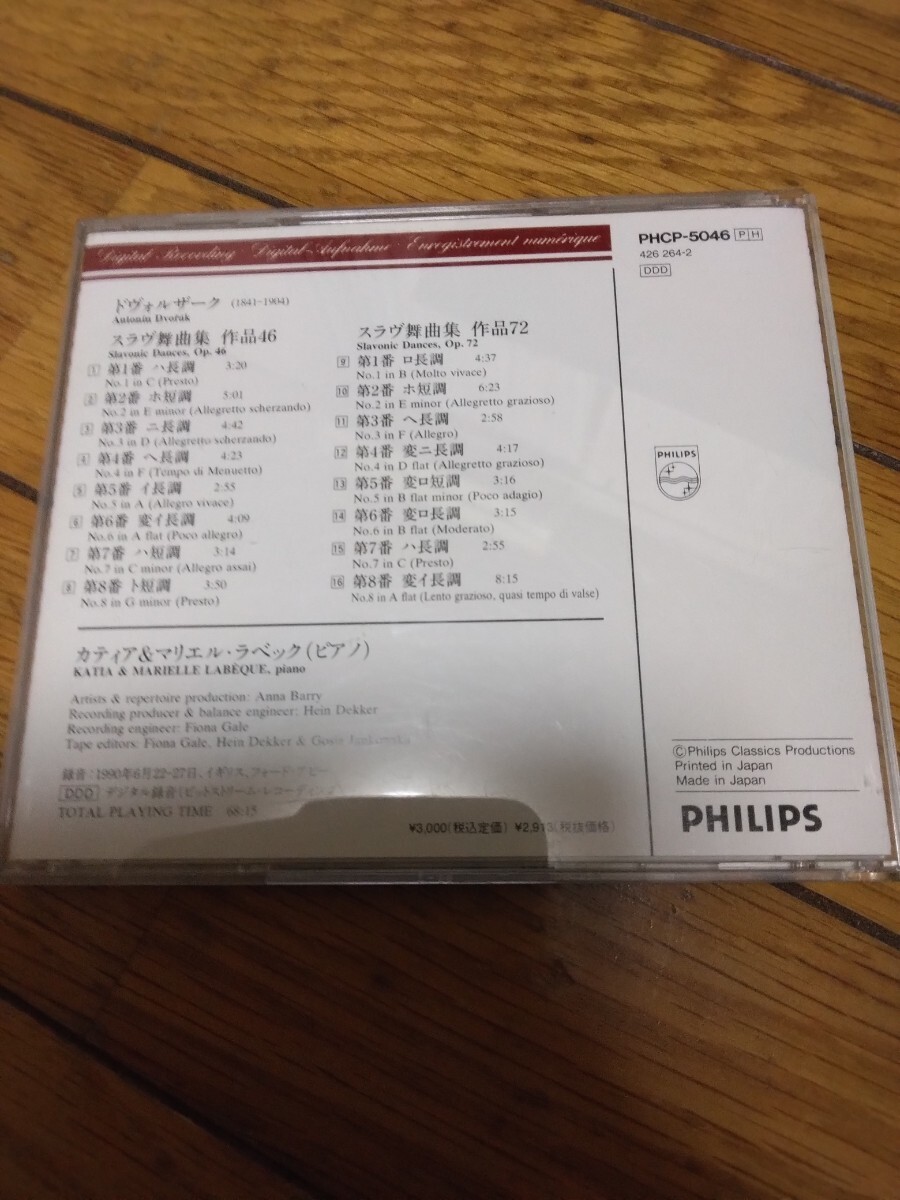 Digital Recording · Digital-Aufnahme · Enregistrement numérique
PHCP-5046 PH
426 264-2
DDD
ドヴォルザーク (1841-1904)
Antonín Dvořák
スラヴ舞曲集 作品46
Slavonic Dances, Op. 46
1 第1番 ハ長調 3:20
No.1 in C (Presto)
2 第2番 ホ短調 5:01
No.2 in E minor (Allegretto scherzando)
3 第3番 ニ長調 4:42
No.3 in D (Allegretto scherzando)
4 第4番 ヘ長調 4:23
No.4 in F (Tempo di Menuetto)
5 第5番 イ長調 2:55
No.5 in A (Allegro vivace)
6 第6番 変イ長調 4:09
No.6 in A flat (Poco allegro)
7 第7番 ハ短調 3:14
No.7 in C minor (Allegro assai)
8 第8番 ト短調 3:50
No.8 in G minor (Presto)
スラヴ舞曲集 作品72
Slavonic Dances, Op. 72
9 第1番 ロ長調 4:37
No.1 in B (Molto vivace)
10 第2番 ホ短調 6:23
No.2 in E minor (Allegretto grazioso)
11 第3番 ヘ長調 2:58
No.3 in F (Allegro)
12 第4番 変ニ長調 4:17
No.4 in D flat (Allegretto grazioso)
13 第5番 変ロ短調 3:16
No.5 in B flat minor (Poco adagio)
14 第6番 変ロ長調 3:15
No.6 in B flat (Moderato)
15 第7番 ハ長調 2:55
No.7 in C (Presto)
16 第8番 変イ長調 8:15
No.8 in A flat (Lento grazioso, quasi tempo di valse)
カティア&マリエル・ラベック(ピアノ)
KATIA & MARIELLE LABÈQUE, piano
Artists & repertoire production: Anna Barry
Recording producer & balance engineer: Hein Dekker
Recording engineer: Fiona Gale
Tape editors: Fiona Gale, Hein Dekker & Gosia Jankowska
録音:1990年6月22-27日、イギリス、フォード・アビー
DDD デジタル録音(ビットストリーム・レコーディング)
TOTAL PLAYING TIME 68:15
¥3,000(税込定価) ¥2,913(税抜価格)
PHILIPS
ⒸPhilips Classics Productions
Printed in Japan
Made in Japan
PHILIPS